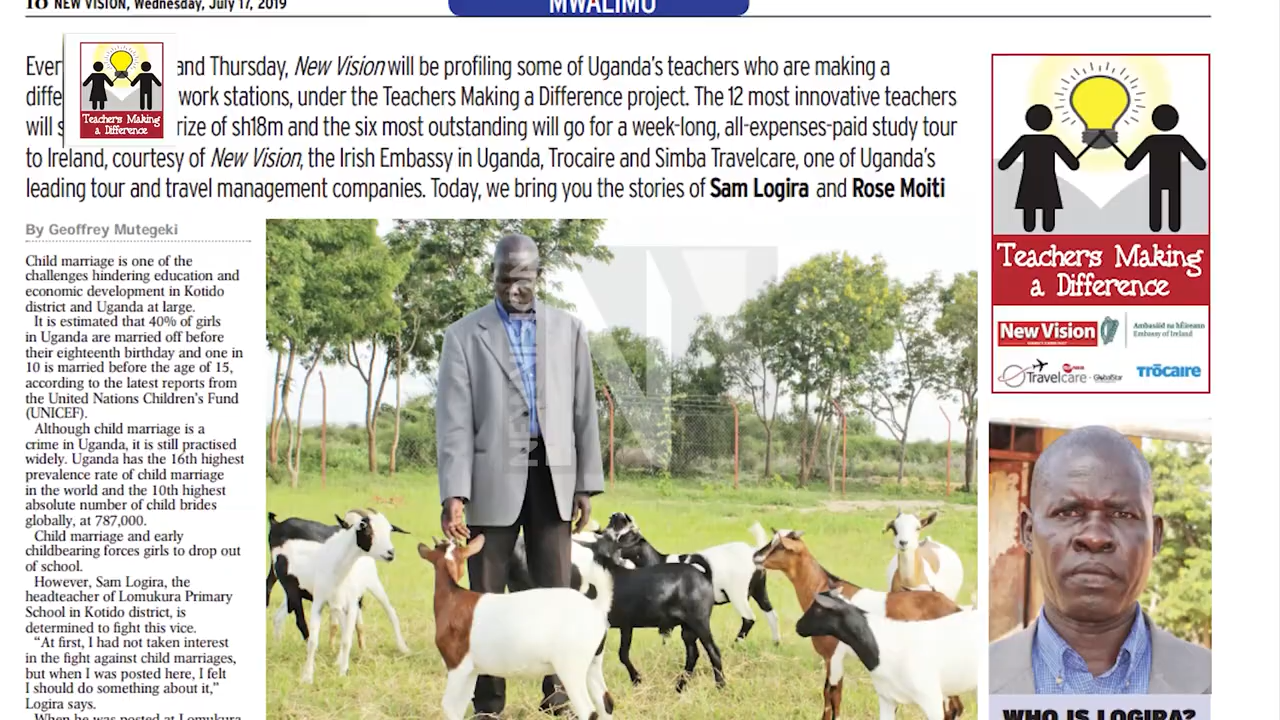 18 NEW VISION, Wednesday, July 17, 2019
MWALIMU
Ever and Thursday, New Vision will be profiling some of Uganda's teachers who are making a
diffe work stations, under the Teachers Making a Difference project. The 12 most innovative teachers
will s rize of sh18m and the six most outstanding will go for a week-long, all-expenses-paid study tour
to Ireland, courtesy of New Vision, the Irish Embassy in Uganda, Trocaire and Simba Travelcare, one of Uganda's
leading tour and travel management companies. Today, we bring you the stories of Sam Logira and Rose Moiti
Teachers Making
a Difference
By Geoffrey Mutegeki
Child marriage is one of the
challenges hindering education and
economic development in Kotido
district and Uganda at large.
It is estimated that 40% of girls
in Uganda are married off before
their eighteenth birthday and one in
10 is married before the age of 15,
according to the latest reports from
the United Nations Children's Fund
(UNICEF).
Although child marriage is a
crime in Uganda, it is still practised
widely. Uganda has the 16th highest
prevalence rate of child marriage
in the world and the 10th highest
absolute number of child brides
globally, at 787,000.
Child marriage and early
childbearing forces girls to drop out
of school.
However, Sam Logira, the
headteacher of Lomukura Primary
School in Kotido district, is
determined to fight this vice.
"At first, I had not taken interest
in the fight against child marriages,
but when I was posted here, I felt
I should do something about it,"
Logira says.
When he was posted at Lomukura
NEW VISION
Teachers Making
a Difference
New Vision
Ambasáid na hÉireann
Embassy of Ireland
Travelcare · GlobalStar
trócaire
WHO IS LOGIRA?